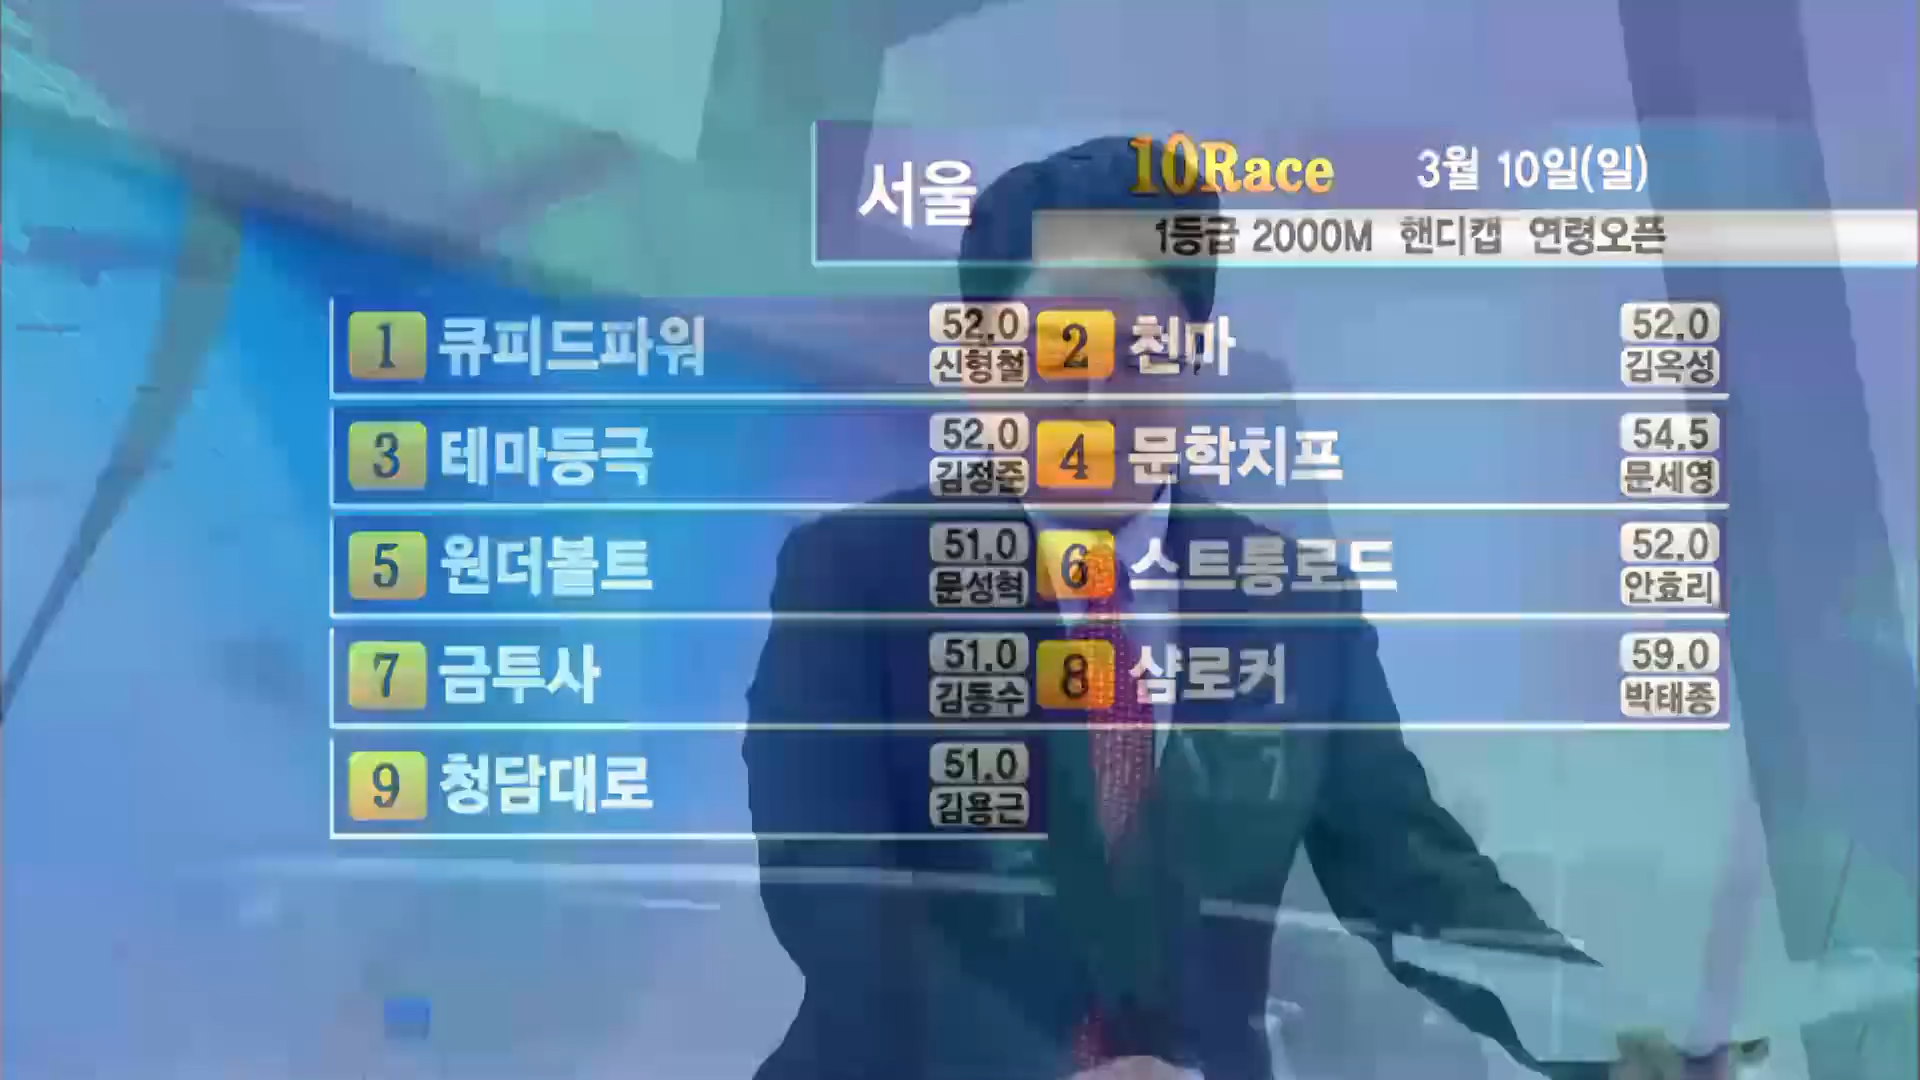 서울
10Race 3월 10일(일)
1등급 2000M 핸디캡 연령오픈
1 큐피드파워 52.0 신형철
2 천마 52.0 김옥성
3 테마등극 52.0 김정준
4 문학치프 54.5 문세영
5 원더볼트 51.0 문성혁
6 스트롱로드 52.0 안효리
7 금투사 51.0 김동수
8 샴로커 59.0 박태종
9 청담대로 51.0 김용근